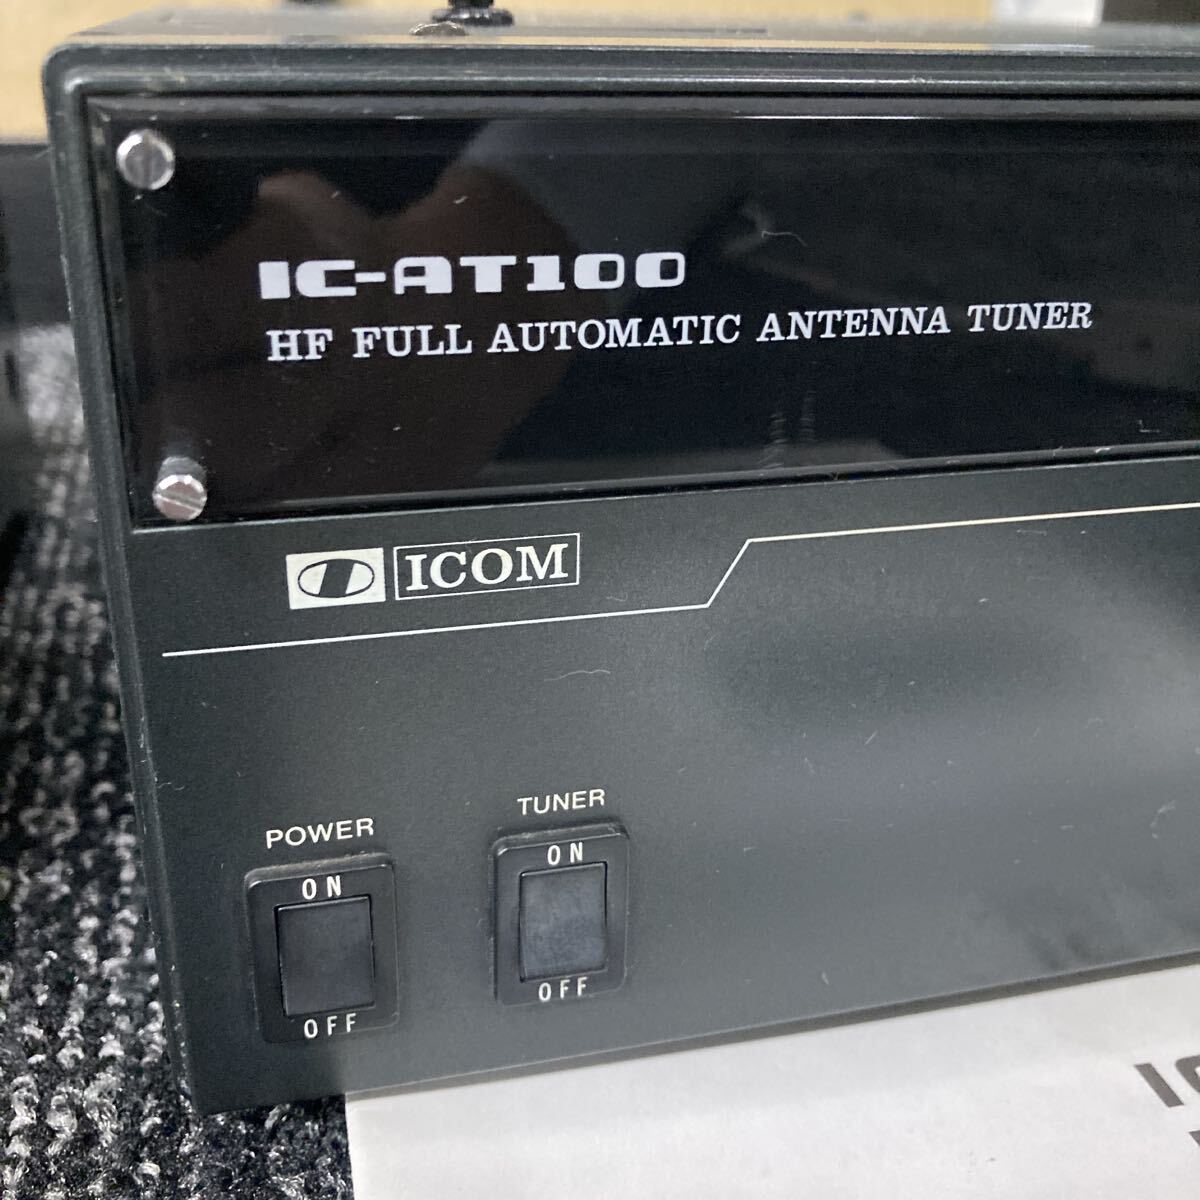 IC-AT100
HF FULL AUTOMATIC ANTENNA TUNER
ICOM
POWER
ON
OFF
TUNER
ON
OFF